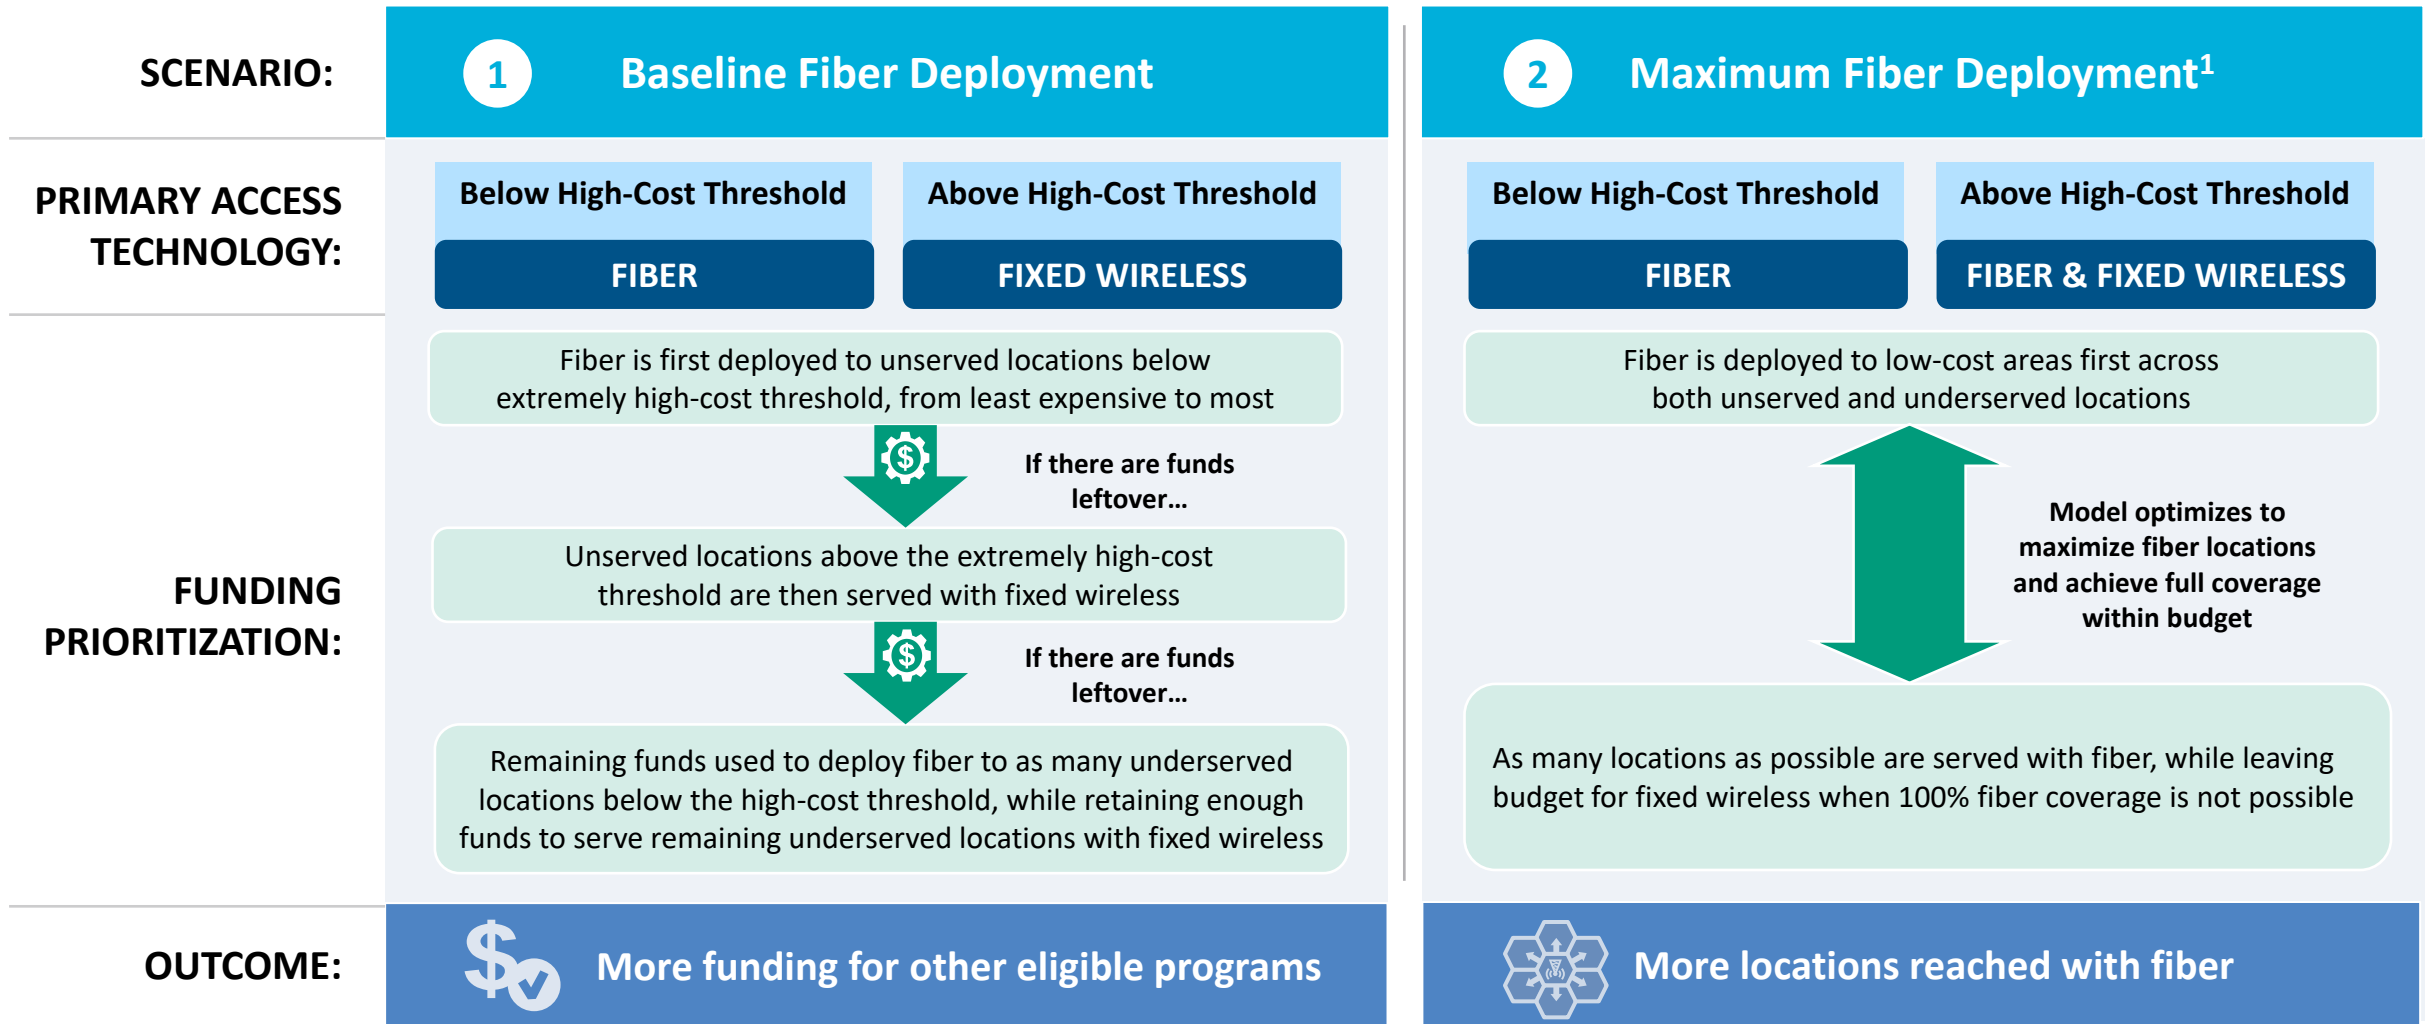 SCENARIO:
1 Baseline Fiber Deployment
2 Maximum Fiber Deployment¹
PRIMARY ACCESS
TECHNOLOGY:
Below High-Cost Threshold
FIBER
Above High-Cost Threshold
FIXED WIRELESS
Below High-Cost Threshold
FIBER
Above High-Cost Threshold
FIBER & FIXED WIRELESS
FUNDING
PRIORITIZATION:
Fiber is first deployed to unserved locations below
extremely high-cost threshold, from least expensive to most
$
If there are funds
leftover…
Unserved locations above the extremely high-cost
threshold are then served with fixed wireless
$
If there are funds
leftover…
Remaining funds used to deploy fiber to as many underserved
locations below the high-cost threshold, while retaining enough
funds to serve remaining underserved locations with fixed wireless
Fiber is deployed to low-cost areas first across
both unserved and underserved locations
Model optimizes to
maximize fiber locations
and achieve full coverage
within budget
As many locations as possible are served with fiber, while leaving
budget for fixed wireless when 100% fiber coverage is not possible
OUTCOME:
$
More funding for other eligible programs
More locations reached with fiber